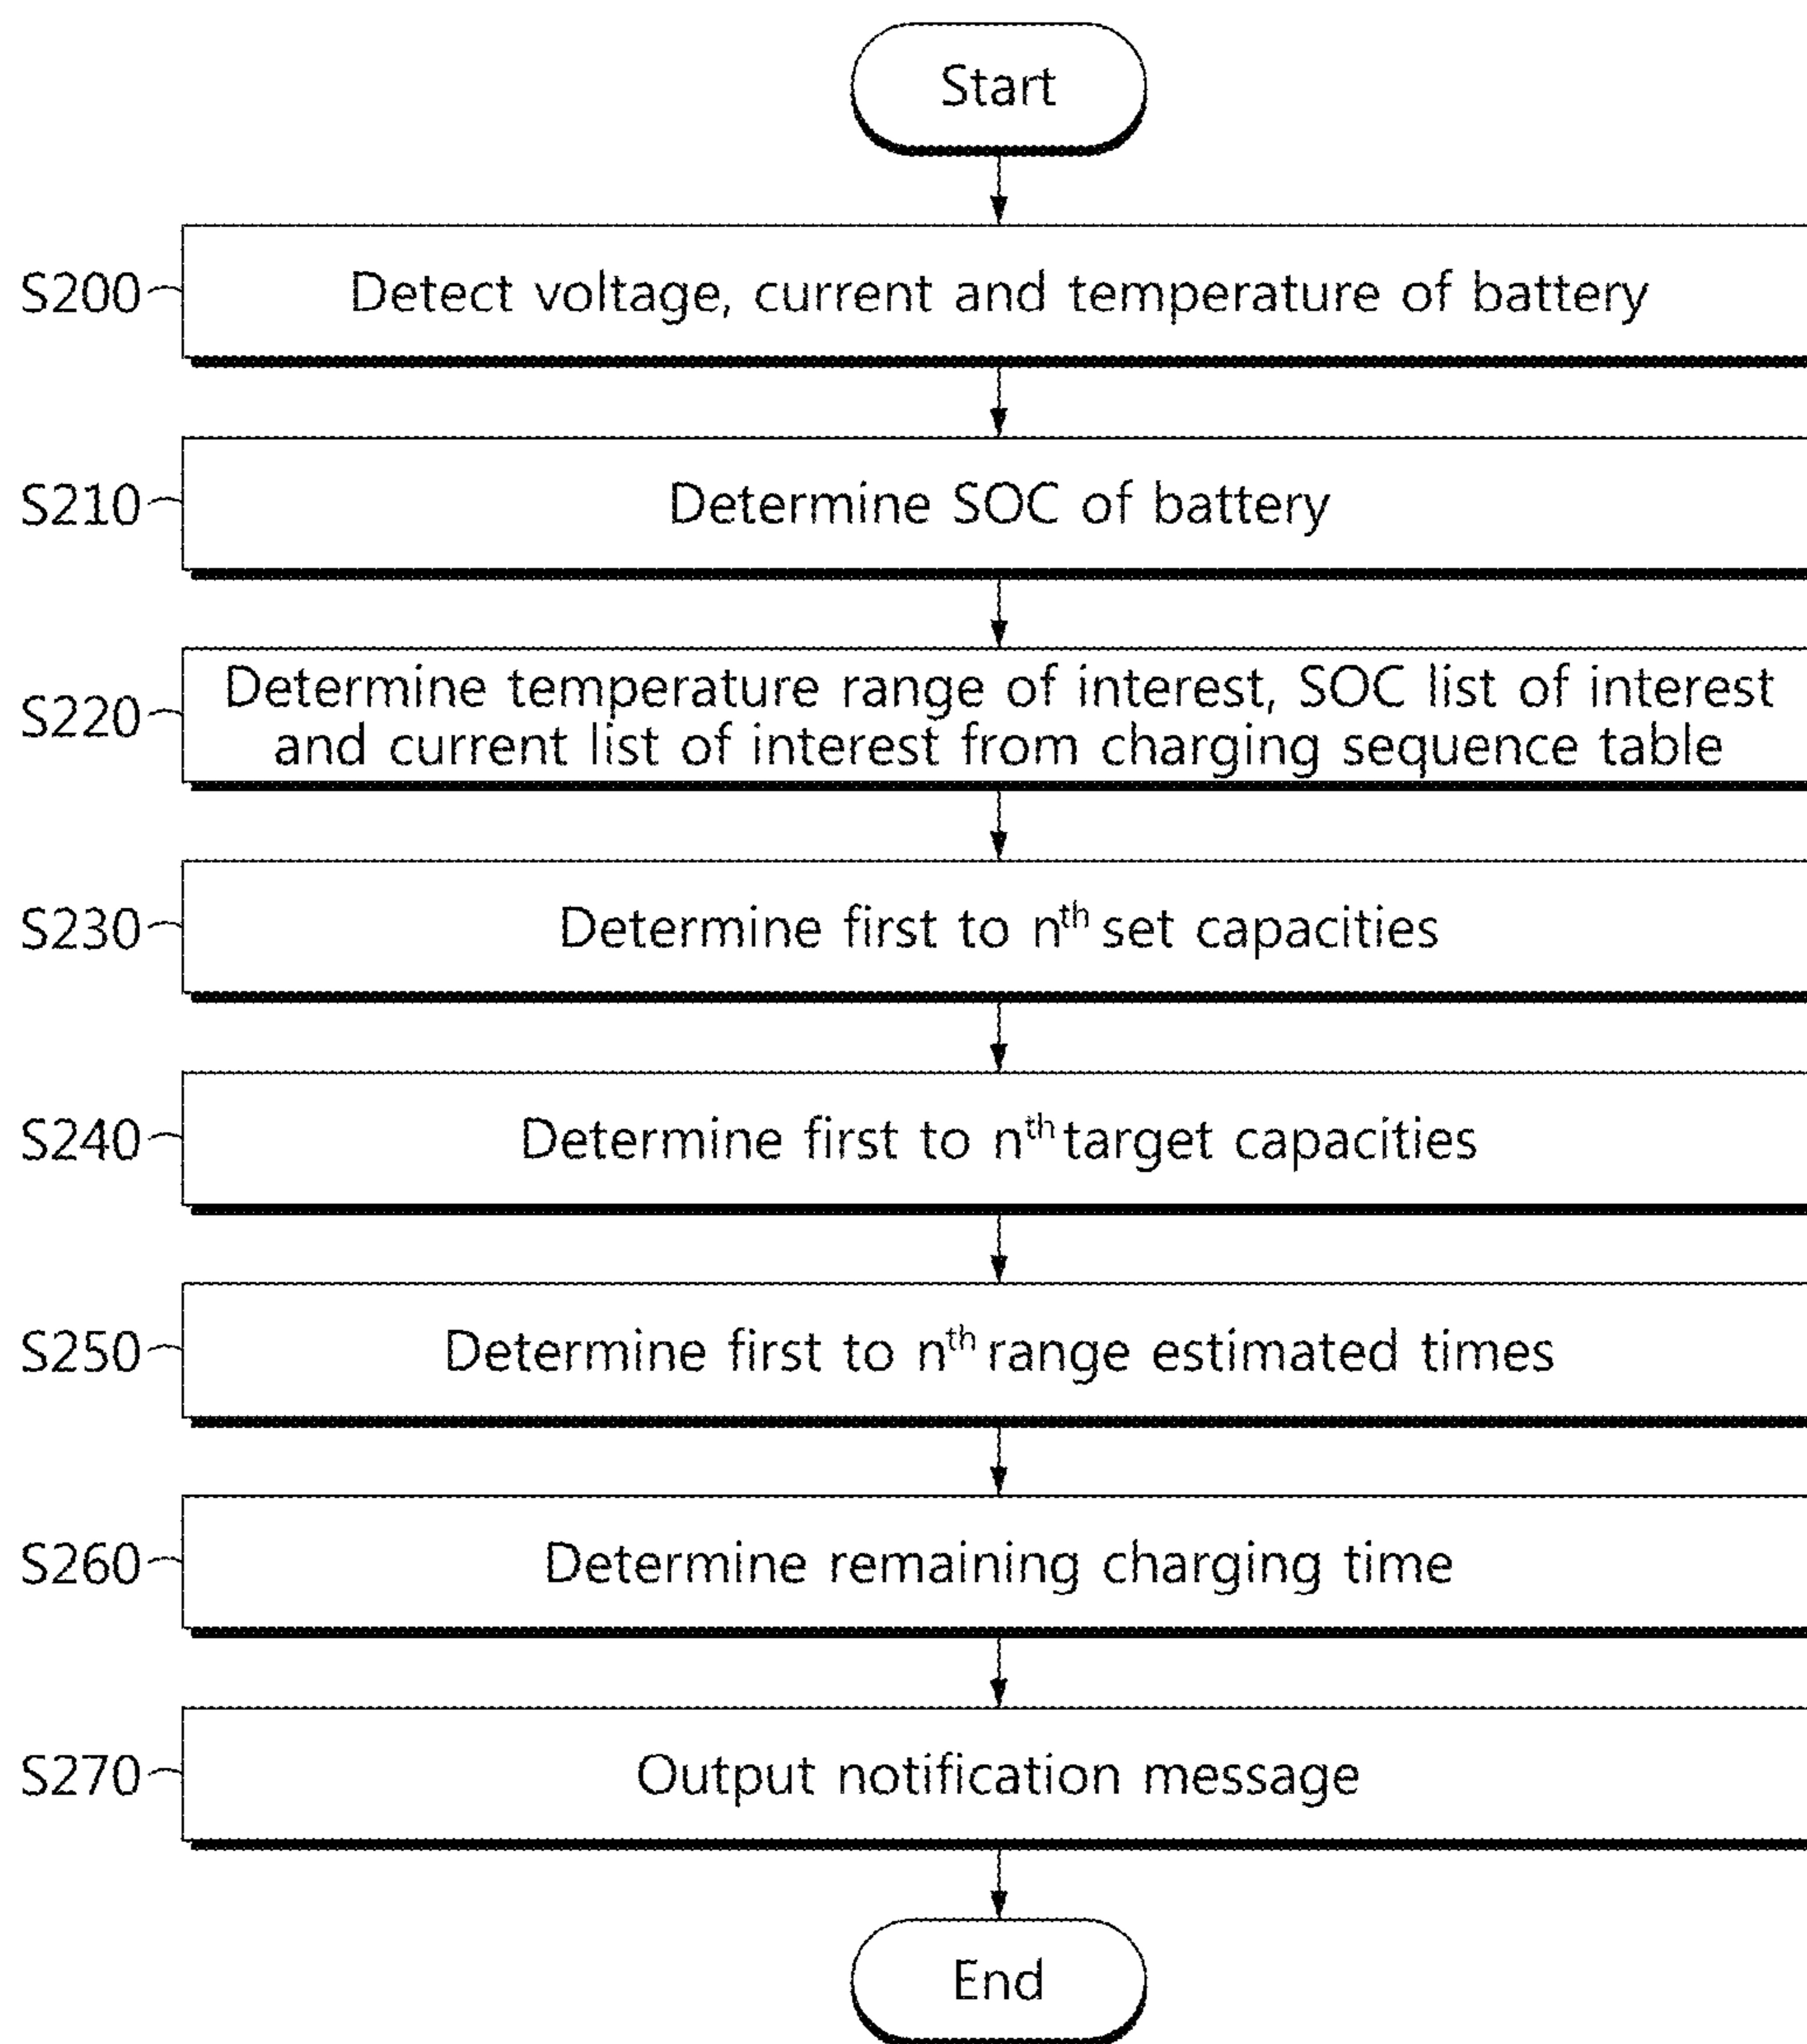 Start
S200 Detect voltage, current and temperature of battery
S210 Determine SOC of battery
S220 Determine temperature range of interest, SOC list of interest
and current list of interest from charging sequence table
S230 Determine first to nth set capacities
S240 Determine first to nth target capacities
S250 Determine first to nth range estimated times
S260 Determine remaining charging time
S270 Output notification message
End